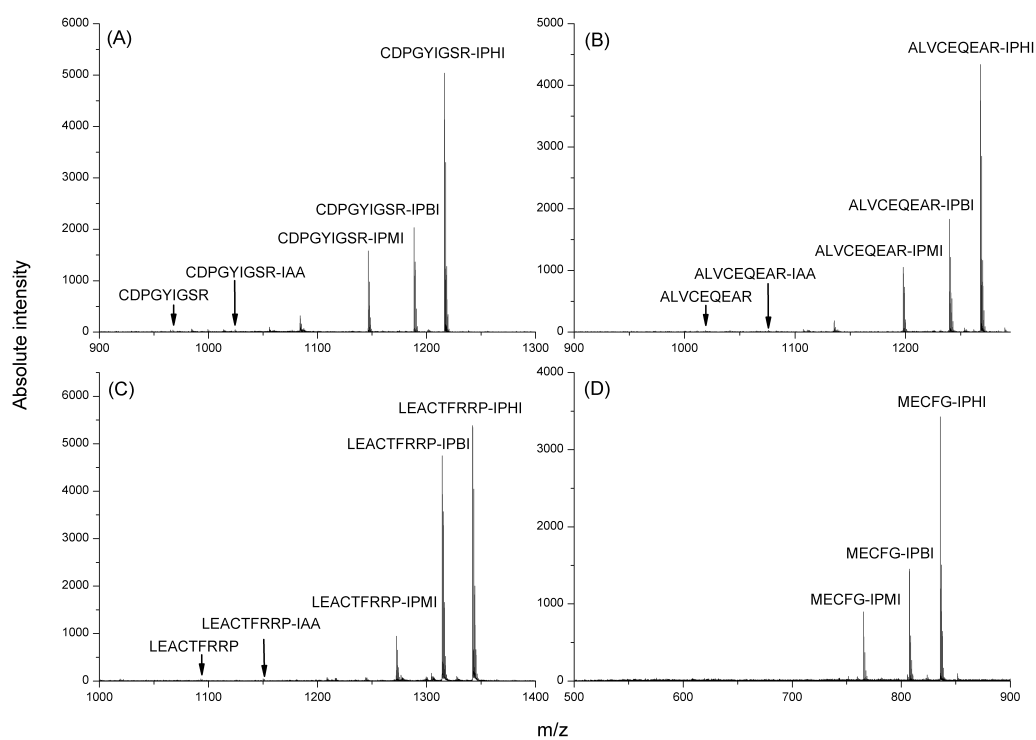 Absolute intensity
(A)
6000
5000
4000
3000
2000
1000
0
CDPGYIGSR-IPHI
CDPGYIGSR-IPBI
CDPGYIGSR-IPMI
CDPGYIGSR-IAA
CDPGYIGSR
900 1000 1100 1200 1300
(B)
5000
4000
3000
2000
1000
0
ALVCEQEAR-IPHI
ALVCEQEAR-IPBI
ALVCEQEAR-IPMI
ALVCEQEAR-IAA
ALVCEQEAR
900 1000 1100 1200
(C)
6000
5000
4000
3000
2000
1000
0
LEACTFRRP-IPHI
LEACTFRRP-IPBI
LEACTFRRP-IPMI
LEACTFRRP-IAA
LEACTFRRP
1000 1100 1200 1300 1400
(D)
4000
3000
2000
1000
0
MECFG-IPHI
MECFG-IPBI
MECFG-IPMI
500 600 700 800 900
m/z